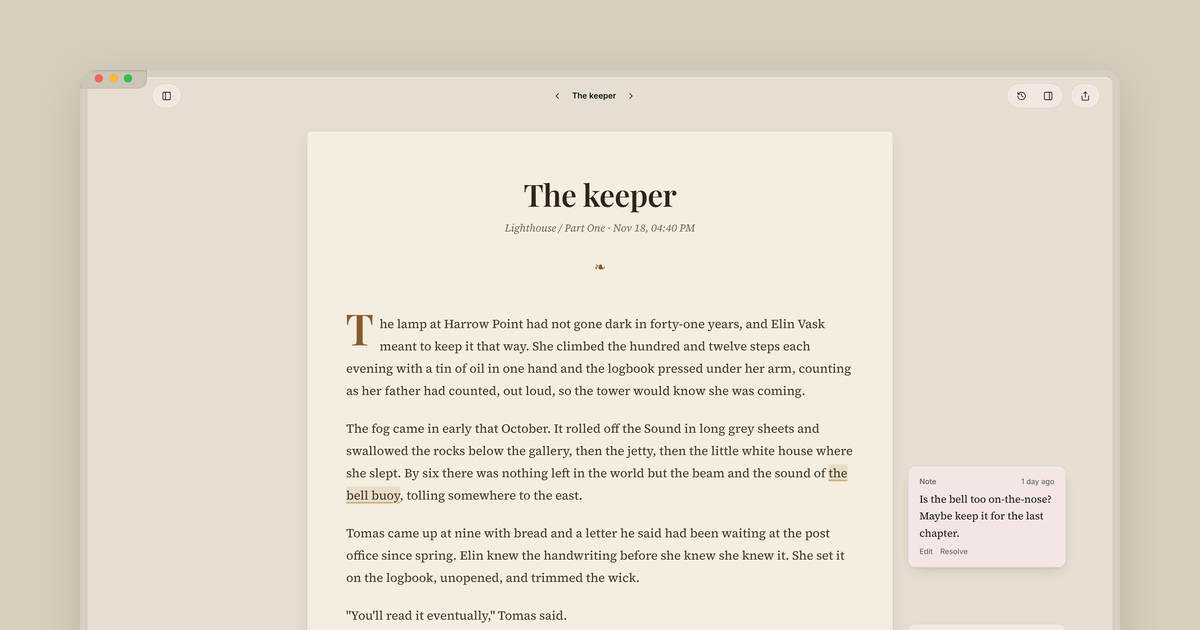 The keeper
The keeper
Lighthouse / Part One · Nov 18, 04:40 PM
The lamp at Harrow Point had not gone dark in forty-one years, and Elin Vask
meant to keep it that way. She climbed the hundred and twelve steps each
evening with a tin of oil in one hand and the logbook pressed under her arm, counting
as her father had counted, out loud, so the tower would know she was coming.
The fog came in early that October. It rolled off the Sound in long grey sheets and
swallowed the rocks below the gallery, then the jetty, then the little white house where
she slept. By six there was nothing left in the world but the beam and the sound of the
bell buoy, tolling somewhere to the east.
Tomas came up at nine with bread and a letter he said had been waiting at the post
office since spring. Elin knew the handwriting before she knew she knew it. She set it
on the logbook, unopened, and trimmed the wick.
"You'll read it eventually," Tomas said.
Note 1 day ago
Is the bell too on-the-nose?
Maybe keep it for the last
chapter.
Edit Resolve